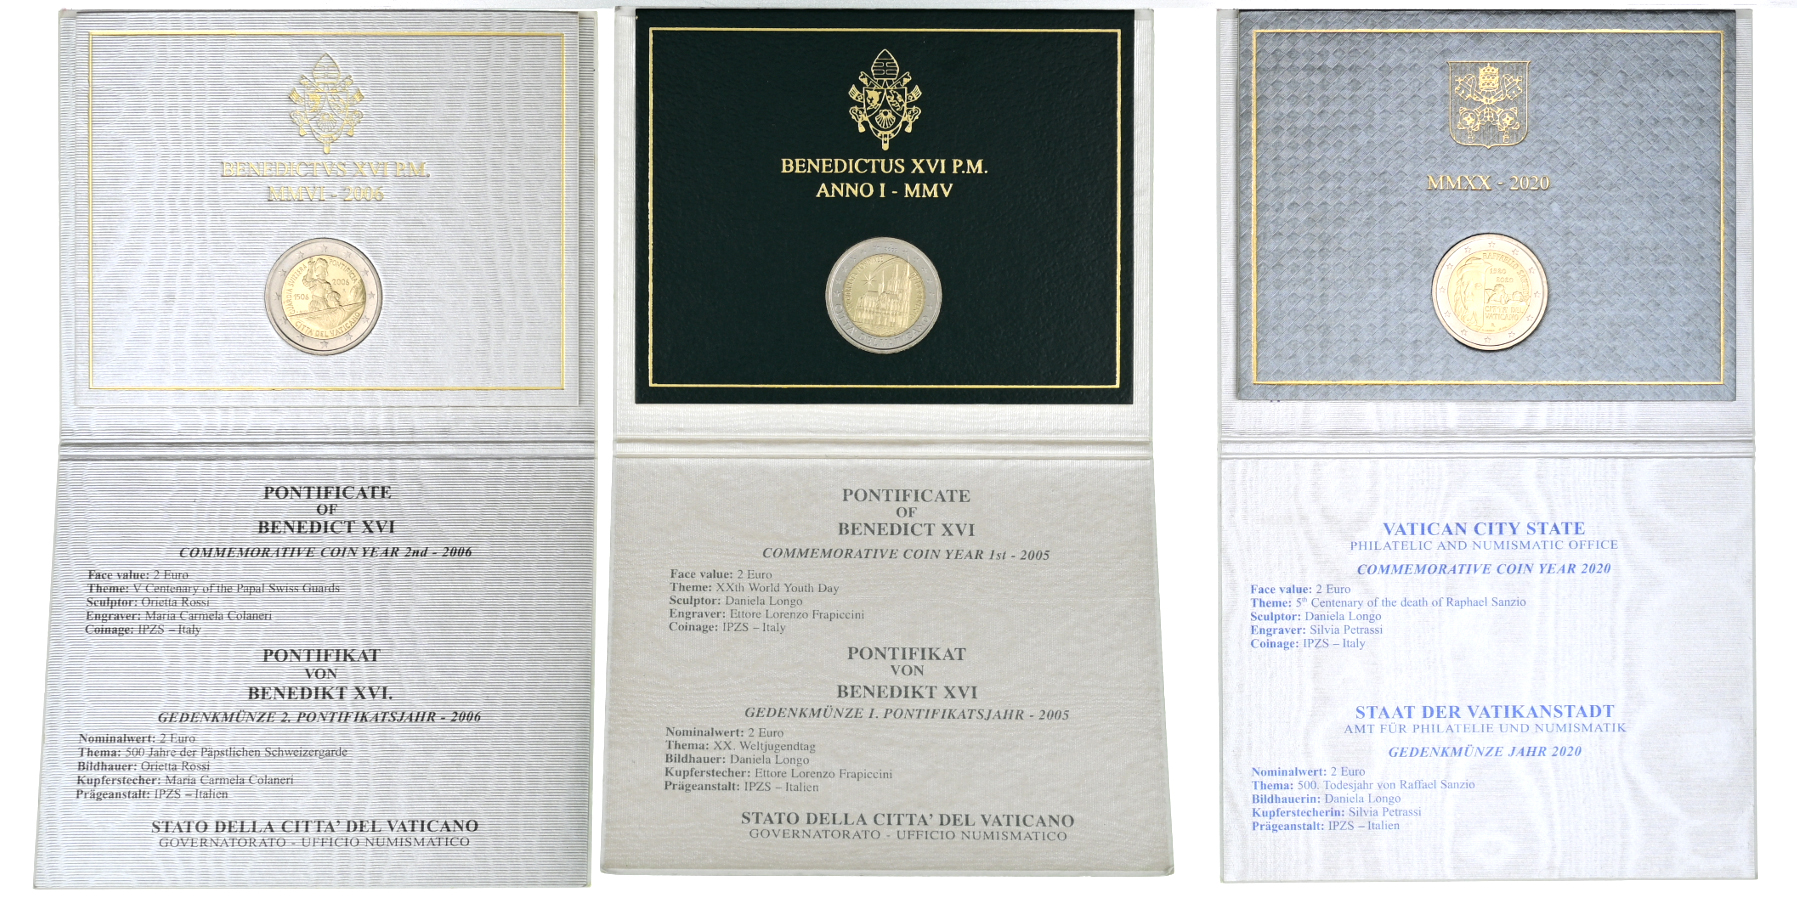 BENEDICTVS XVI P.M.
MMVI - 2006
1506
2006
CITTA DEL VATICANO
PONTIFICATE
OF
BENEDICT XVI
COMMEMORATIVE COIN YEAR 2nd - 2006
Face value: 2 Euro
Theme: V Centenary of the Papal Swiss Guards
Sculptor: Orietta Rossi
Engraver: Maria Carmela Colaneri
Coinage: IPZS – Italy
PONTIFIKAT
VON
BENEDIKT XVI.
GEDENKMÜNZE 2. PONTIFIKATSJAHR - 2006
Nominalwert: 2 Euro
Thema: 500 Jahre der Päpstlichen Schweizergarde
Bildhauer: Orietta Rossi
Kupferstecher: Maria Carmela Colaneri
Prägeanstalt: IPZS – Italien
STATO DELLA CITTA' DEL VATICANO
GOVERNATORATO - UFFICIO NUMISMATICO
BENEDICTUS XVI P.M.
ANNO I - MMV
PONTIFICATE
OF
BENEDICT XVI
COMMEMORATIVE COIN YEAR 1st - 2005
Face value: 2 Euro
Theme: XXth World Youth Day
Sculptor: Daniela Longo
Engraver: Ettore Lorenzo Frapiccini
Coinage: IPZS – Italy
PONTIFIKAT
VON
BENEDIKT XVI
GEDENKMÜNZE 1. PONTIFIKATSJAHR - 2005
Nominalwert: 2 Euro
Thema: XX. Weltjugendtag
Bildhauer: Daniela Longo
Kupferstecher: Ettore Lorenzo Frapiccini
Prägeanstalt: IPZS – Italien
STATO DELLA CITTA' DEL VATICANO
GOVERNATORATO - UFFICIO NUMISMATICO
MMXX - 2020
CITTÀ DEL
VATICANO
VATICAN CITY STATE
PHILATELIC AND NUMISMATIC OFFICE
COMMEMORATIVE COIN YEAR 2020
Face value: 2 Euro
Theme: 5th Centenary of the death of Raphael Sanzio
Sculptor: Daniela Longo
Engraver: Silvia Petrassi
Coinage: IPZS – Italy
STAAT DER VATIKANSTADT
AMT FÜR PHILATELIE UND NUMISMATIK
GEDENKMÜNZE JAHR 2020
Nominalwert: 2 Euro
Thema: 500. Todesjahr von Raffael Sanzio
Bildhauerin: Daniela Longo
Kupferstecherin: Silvia Petrassi
Prägeanstalt: IPZS – Italien